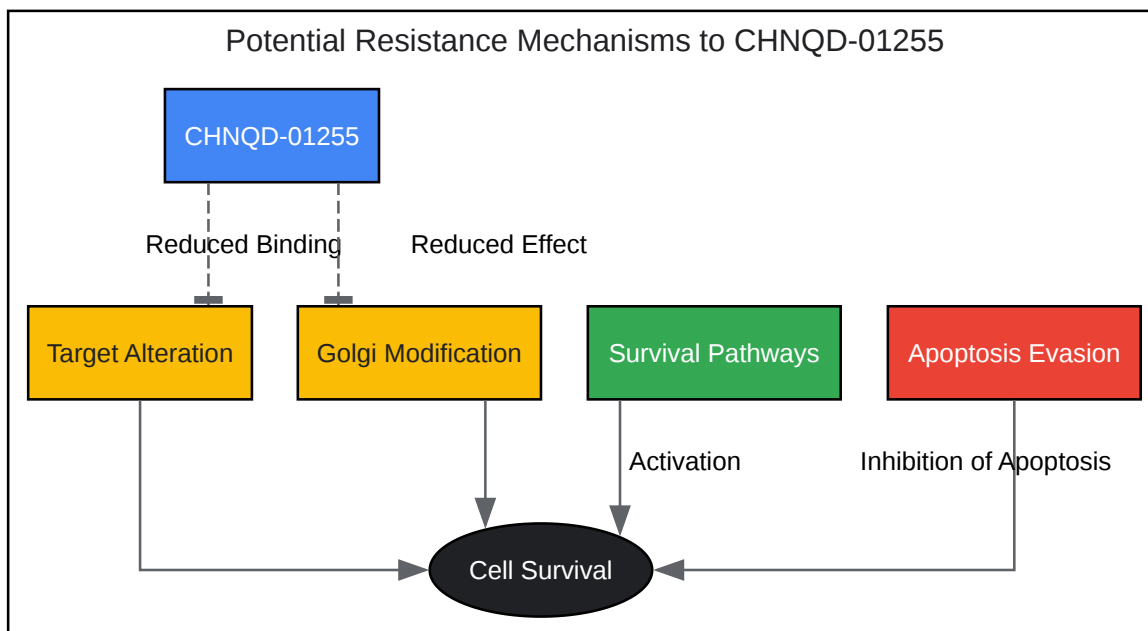 Potential Resistance Mechanisms to CHNQD-01255
CHNQD-01255
Reduced Binding
Reduced Effect
Target Alteration
Golgi Modification
Survival Pathways
Apoptosis Evasion
Activation
Inhibition of Apoptosis
Cell Survival